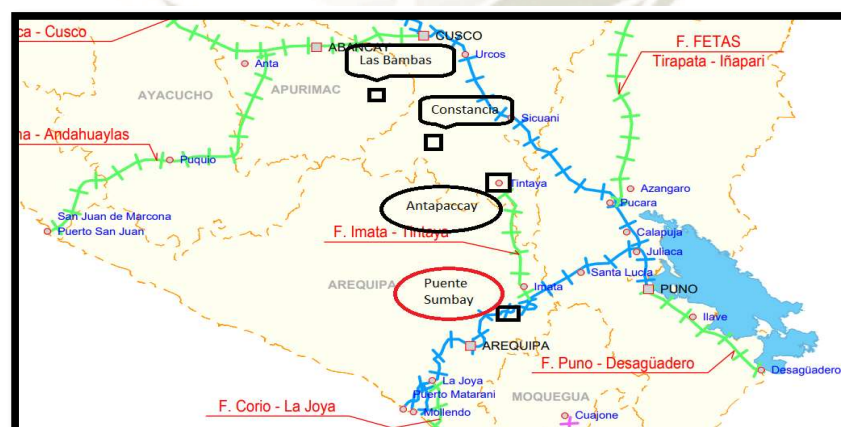 ca - Cusco
CUSCO
ABANCAY
Las Bambas
Urcos
F. FETAS
Tirapata - Iñapari
Anta
AYACUCHO
APURIMAC
Constancia
Sicuani
na - Andahuaylas
Puquio
Tintaya
Azangaro
Pucara
Antapaccay
San Juan de Marcona
Puerto San Juan
F. Imata - Tintaya
Calapuja
Juliaca
Santa Lucía
AREQUIPA
Puente
Sumbay
Imata
PUNO
Ilave
AREQUIPA
F. Puno - Desagüadero
Desagüadero
La Joya
Puerto Matarani
Mollendo
F. Corio - La Joya
MOQUEGUA
Cuajone